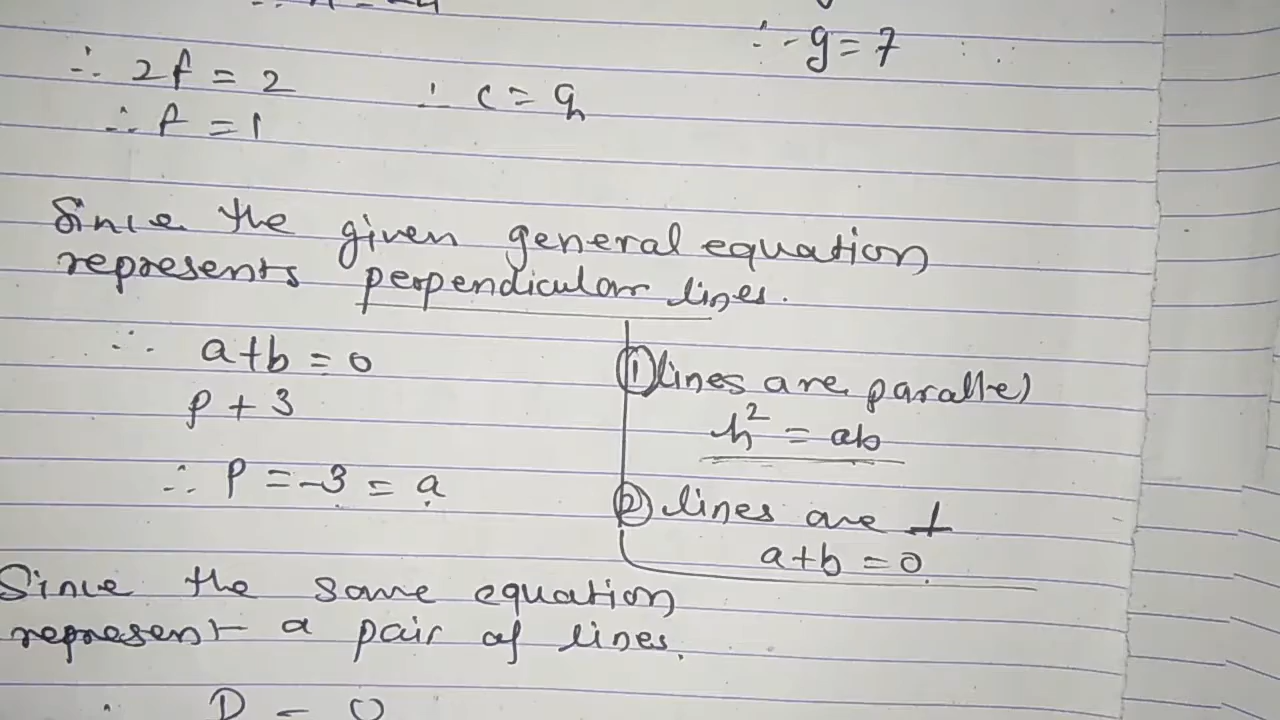 ∴ g = 7
∴ 2f = 2
∴ c = q
∴ f = 1
Since the given general equation
represents perpendicular lines.
∴ a+b = 0
p + 3
∴ P = -3 = a
① lines are parallel
h² = ab
② lines are ⊥
a+b = 0.
Since the same equation
represent a pair of lines.
∴ D = 0